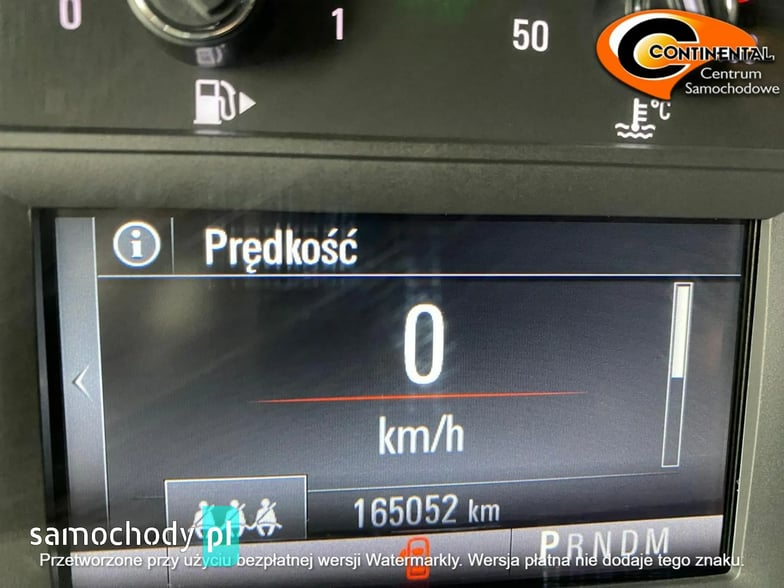 0 1 50
CONTINENTAL
Centrum
Samochodowe
°C
Prędkość
0
km/h
165052 km
samochody.pl
PRNDM
Przetworzone przy użyciu bezpłatnej wersji Watermarkly. Wersja płatna nie dodaje tego znaku.